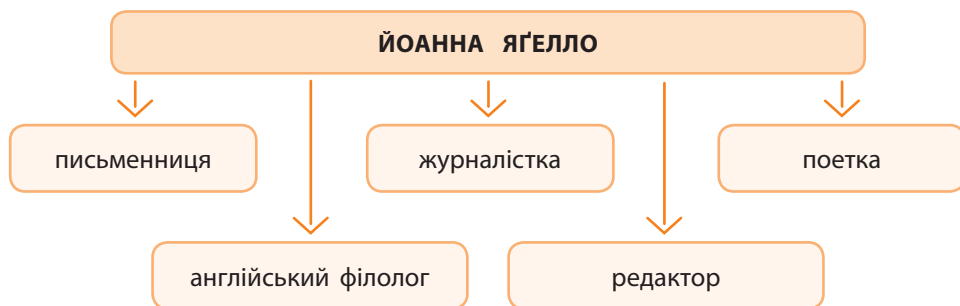 ЙОАННА ЯҐЕЛЛО
письменниця
журналістка
поетка
англійський філолог
редактор